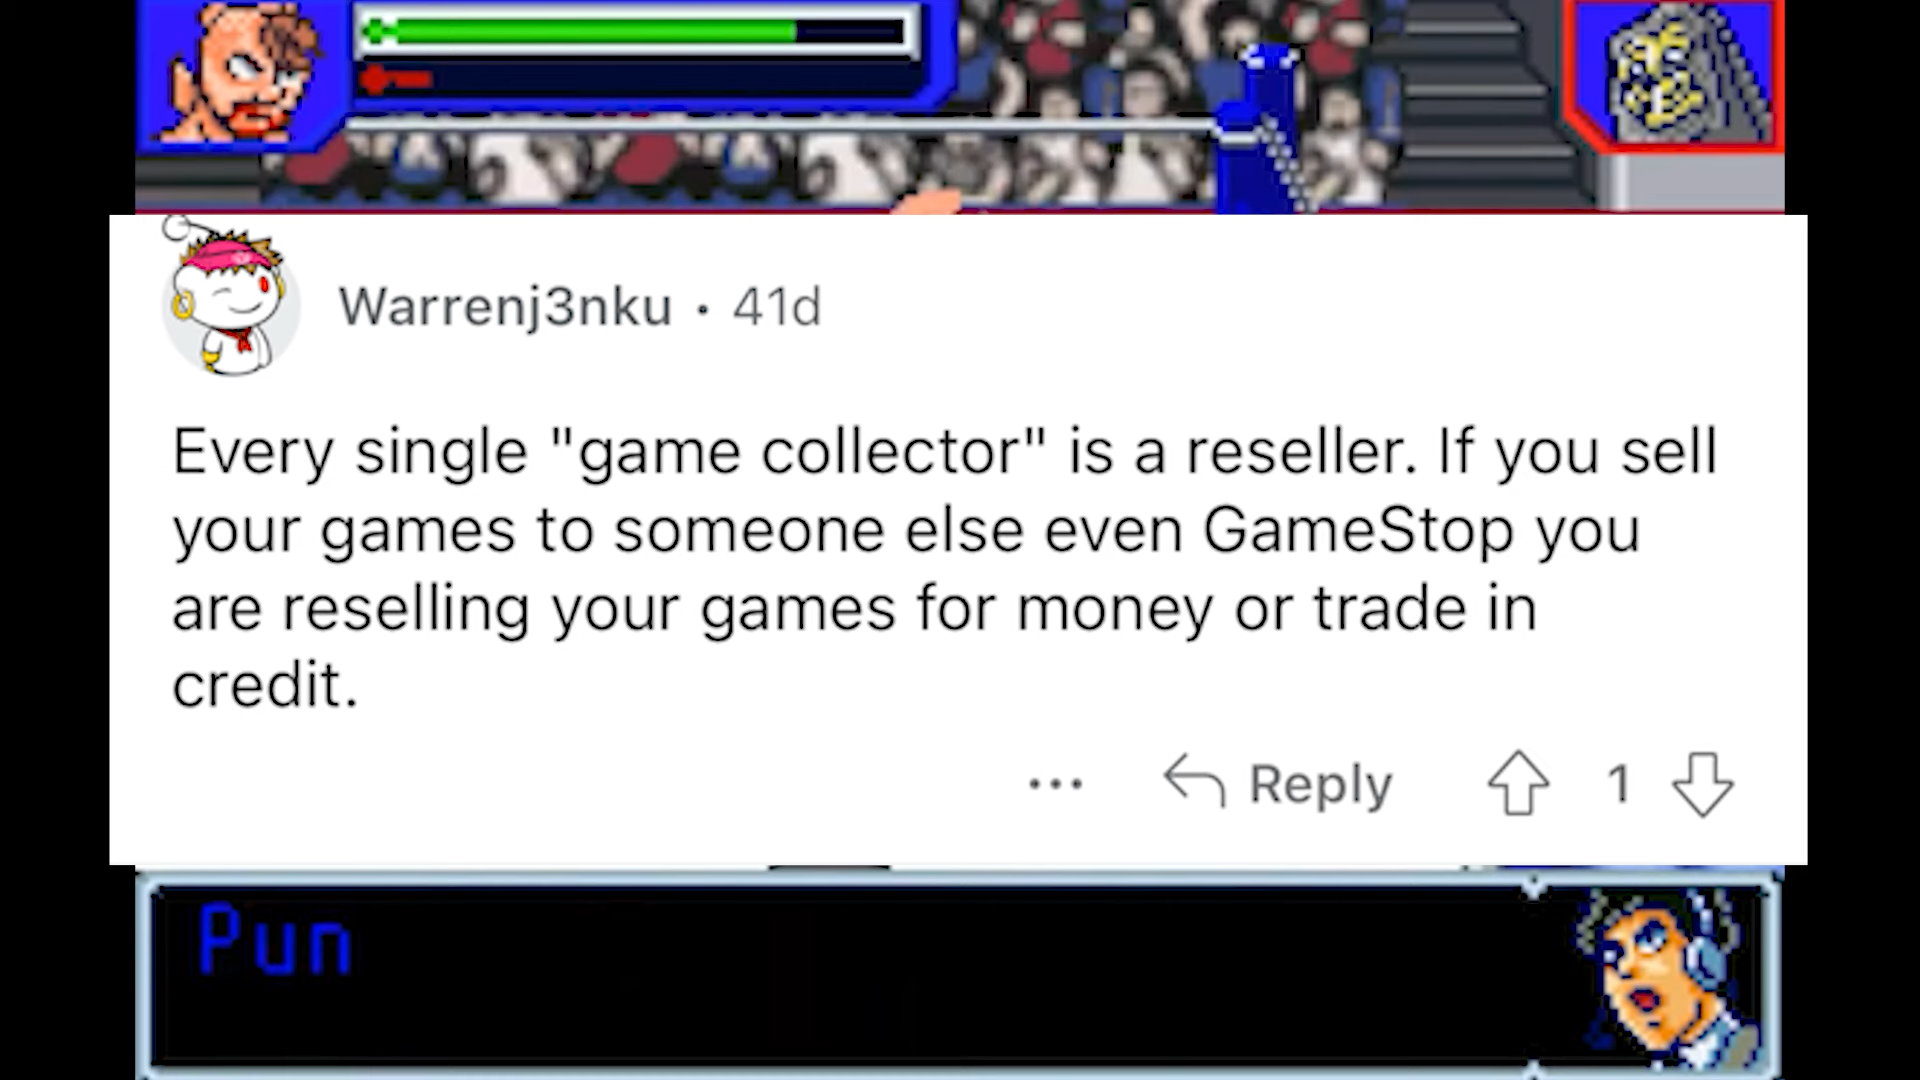 Warrenj3nku · 41d
Every single "game collector" is a reseller. If you sell
your games to someone else even GameStop you
are reselling your games for money or trade in
credit.
... Reply 1
Pun